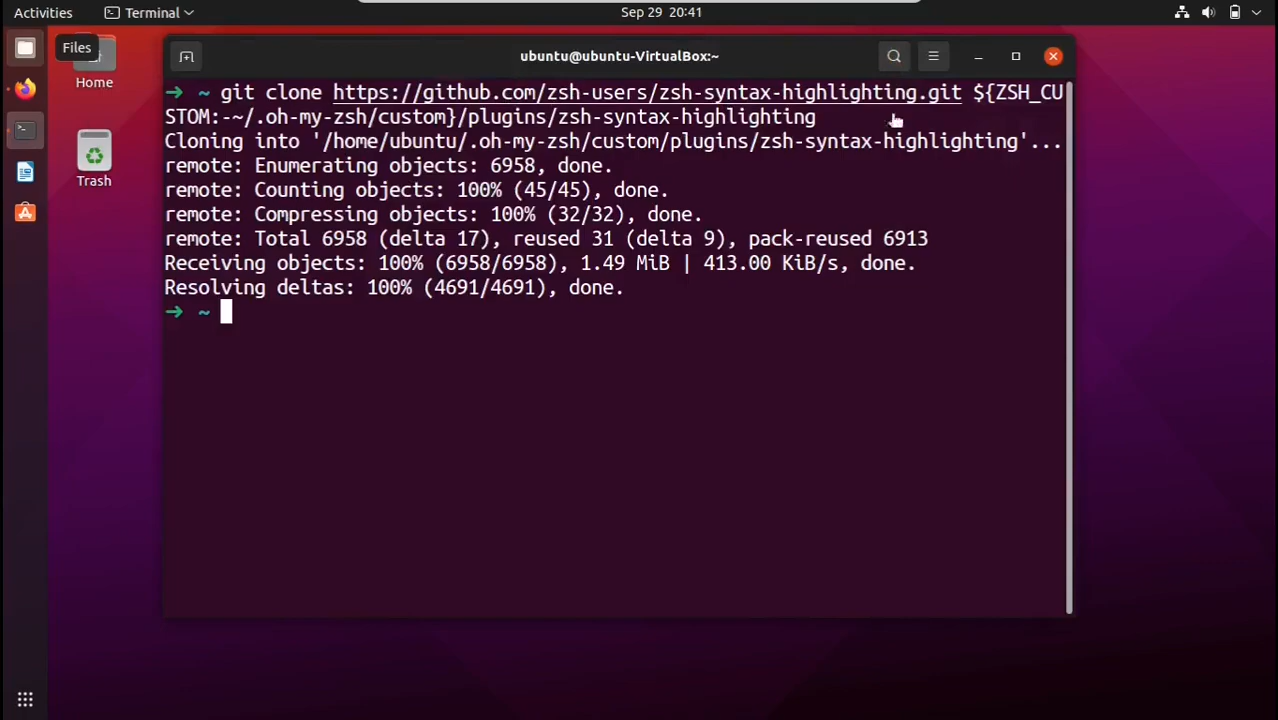 Activities
Terminal
Sep 29 20:41
Files
Home
Trash
ubuntu@ubuntu-VirtualBox:~
➜ ~ git clone https://github.com/zsh-users/zsh-syntax-highlighting.git ${ZSH_CU
STOM:-~/.oh-my-zsh/custom}/plugins/zsh-syntax-highlighting
Cloning into '/home/ubuntu/.oh-my-zsh/custom/plugins/zsh-syntax-highlighting'...
remote: Enumerating objects: 6958, done.
remote: Counting objects: 100% (45/45), done.
remote: Compressing objects: 100% (32/32), done.
remote: Total 6958 (delta 17), reused 31 (delta 9), pack-reused 6913
Receiving objects: 100% (6958/6958), 1.49 MiB | 413.00 KiB/s, done.
Resolving deltas: 100% (4691/4691), done.
➜ ~